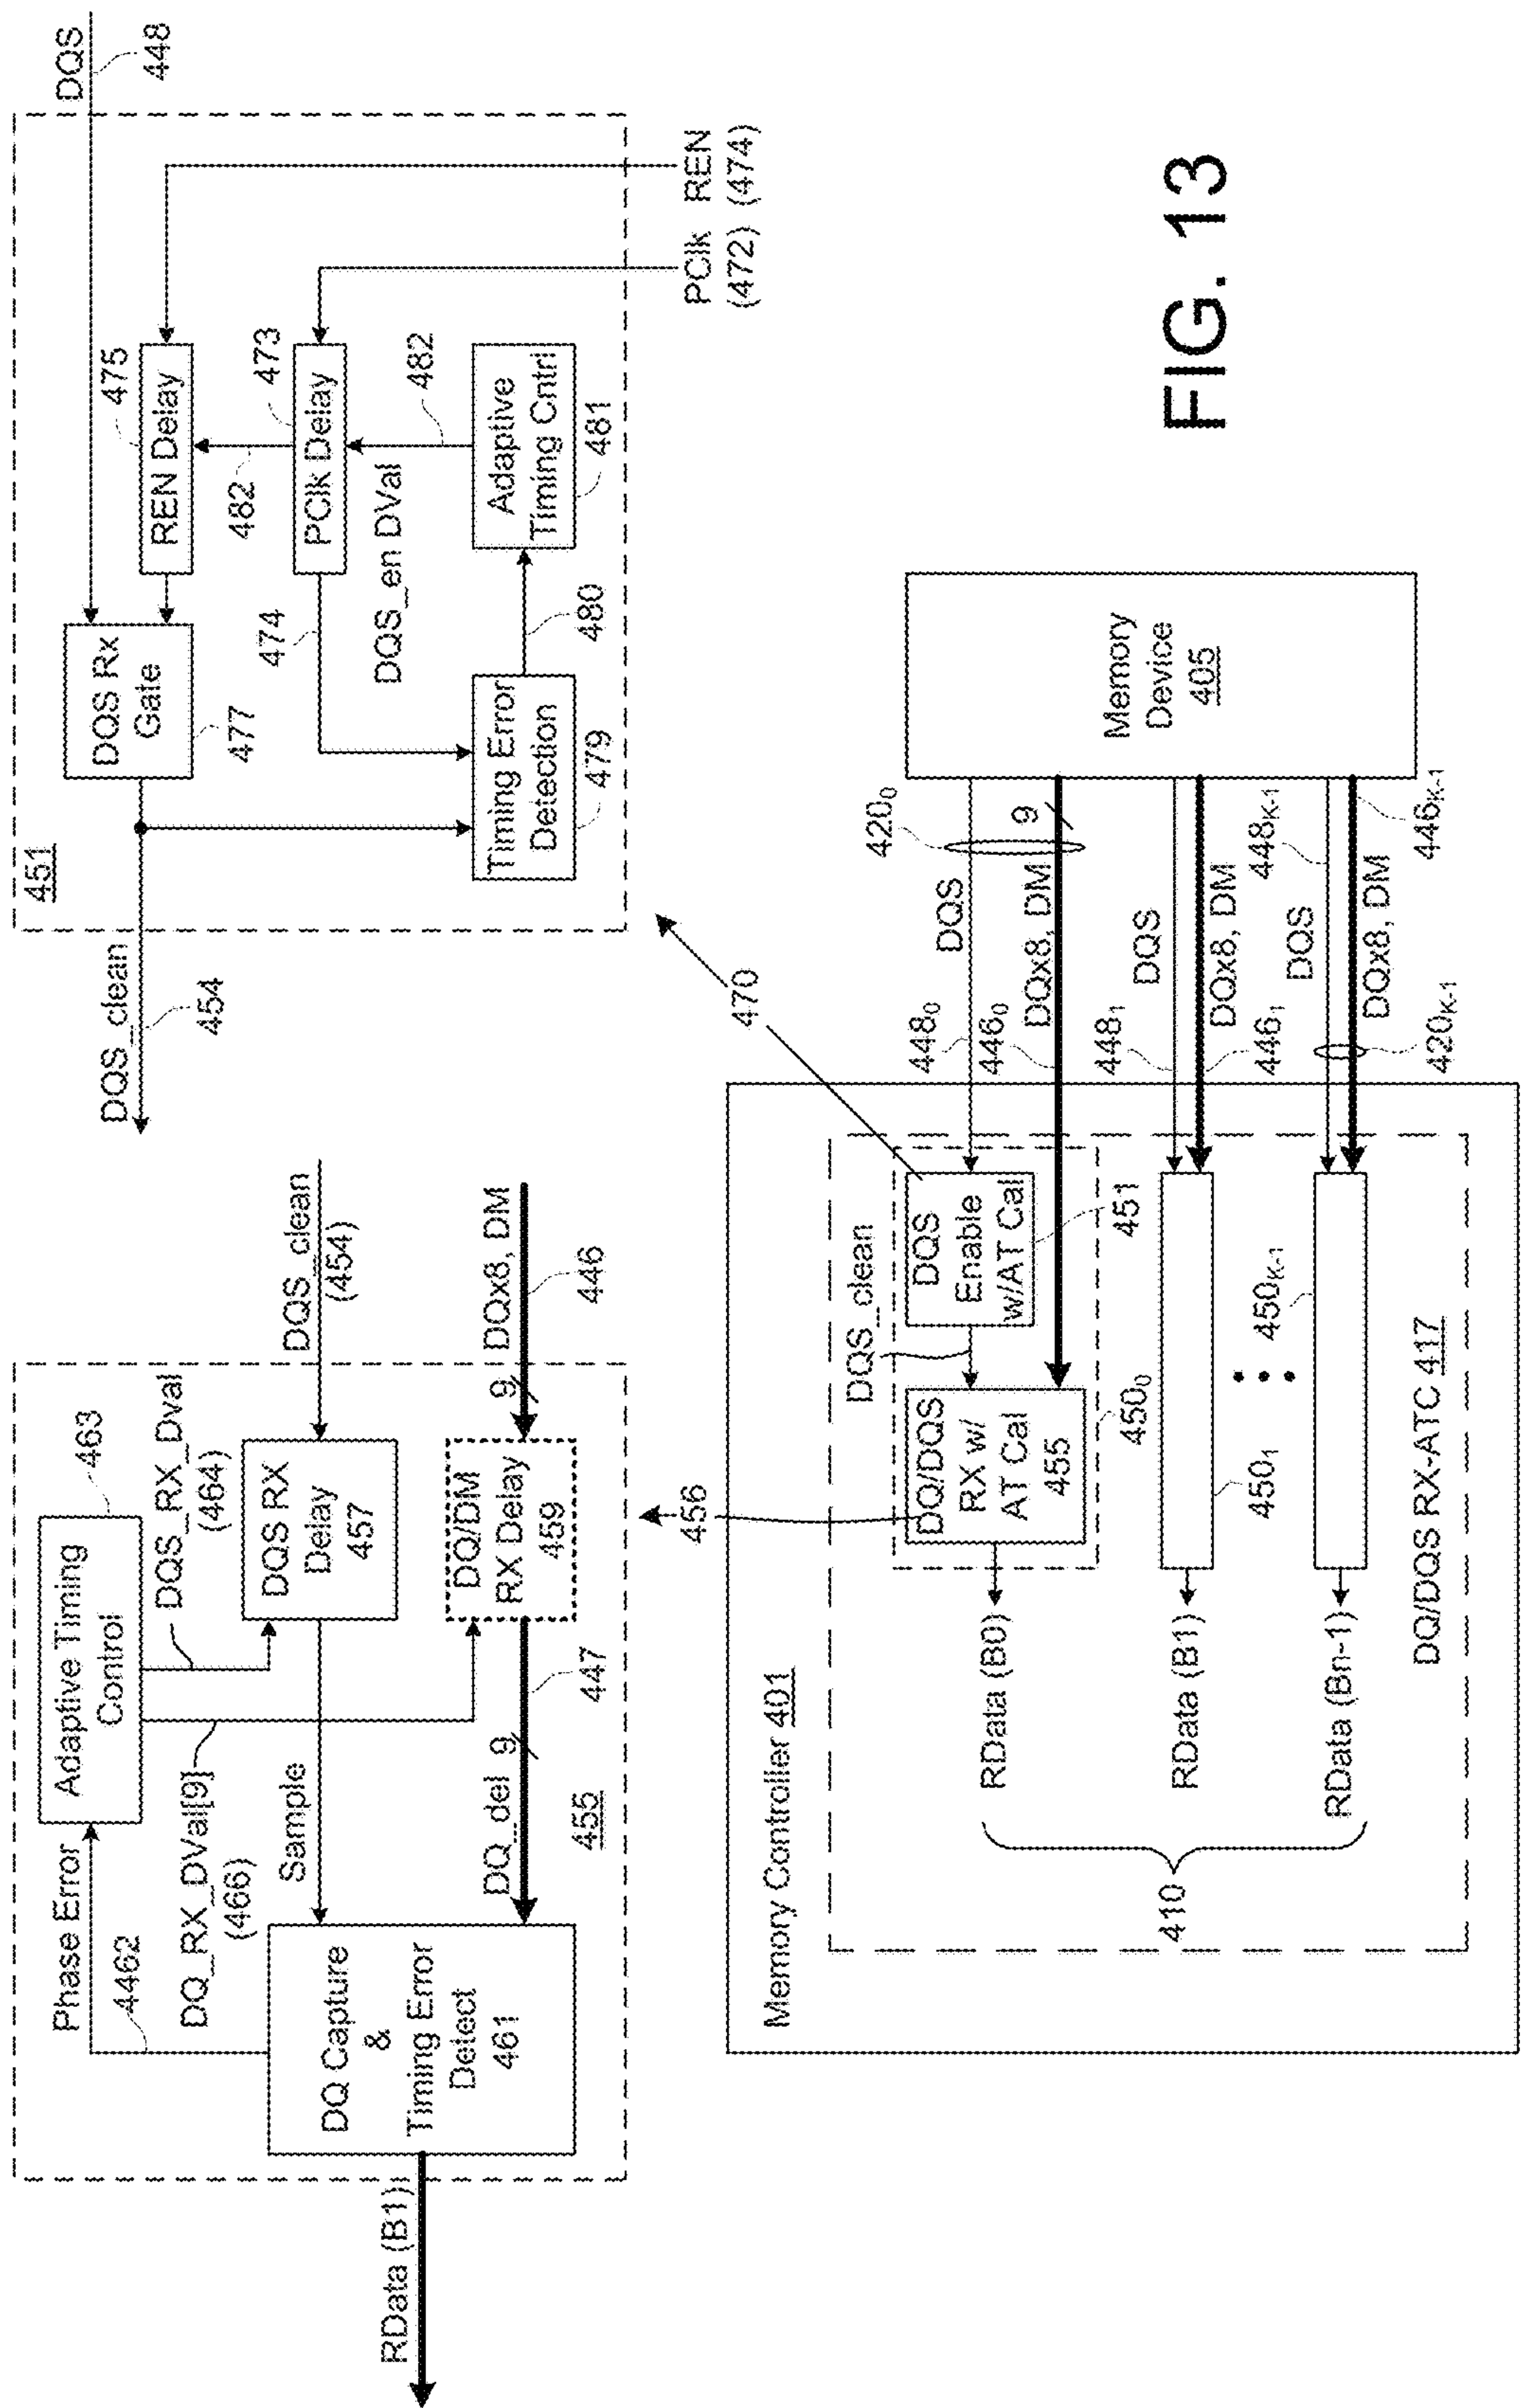 RData (B1)
Phase Error
4462
DQ_RX_DVal[9]
(466)
Adaptive Timing
Control
463
DQS_RX_Dval
(464)
DQS_clean
(454)
DQS RX
Delay
457
Sample
DQ Capture
&
Timing Error
Detect
461
DQ_del
9
447
DQ/DM
RX Delay
459
9
DQx8, DM
446
455
DQS_clean
454
451
DQS Rx
Gate
477
475
REN Delay
482
DQS
448
474
PClk Delay
473
DQS_en DVal
482
Timing Error
Detection
479
480
Adaptive
Timing Cntrl
481
PClk
(472)
REN
(474)
456
470
Memory Controller 401
410
RData (B0)
RData (B1)
RData (Bn-1)
DQ/DQS
RX w/
AT Cal
455
DQS_clean
DQS
Enable
w/AT Cal
451
450₀
450₁
450K-1
DQ/DQS RX-ATC 417
448₀
DQS
420₀
446₀
DQx8, DM
9
448₁
DQS
446₁
DQx8, DM
DQS
448K-1
420K-1
DQx8, DM
446K-1
Memory
Device
405
FIG. 13